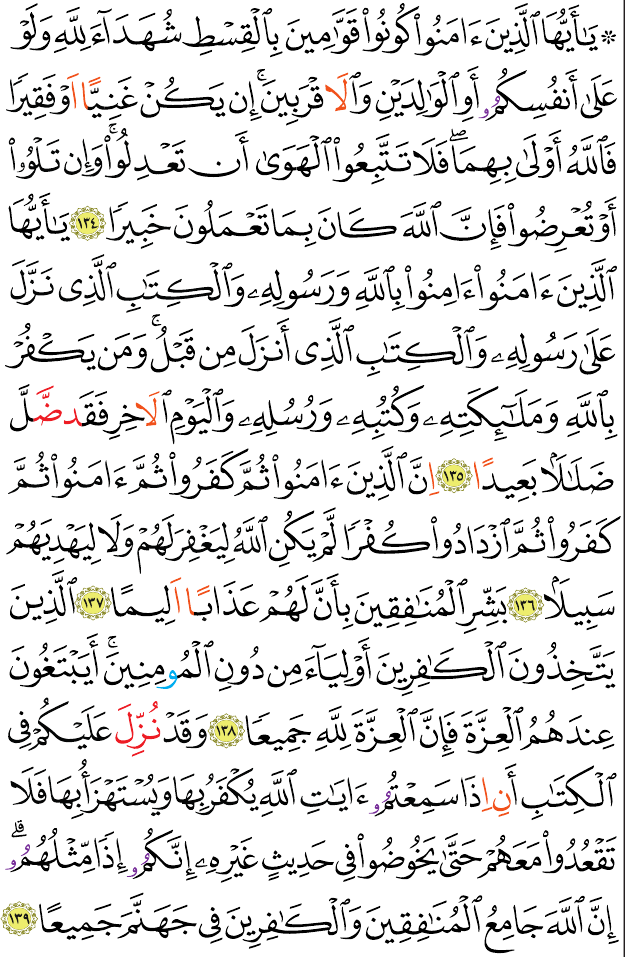 ۞ يَٰٓأَيُّهَا ٱلَّذِينَ ءَامَنُوا۟ كُونُوا۟ قَوَّٰمِينَ بِٱلْقِسْطِ شُهَدَآءَ لِلَّهِ وَلَوْ
عَلَىٰٓ أَنفُسِكُمُۥٓ أَوِ ٱلْوَٰلِدَيْنِ وَٱلَاقْرَبِينَ ۚ إِن يَكُنْ غَنِيًّا اَوْ فَقِيرًا
فَٱللَّهُ أَوْلَىٰ بِهِمَا ۖ فَلَا تَتَّبِعُوا۟ ٱلْهَوَىٰٓ أَن تَعْدِلُوا۟ ۚ وَإِن تَلْوُۥٓا۟
أَوْ تُعْرِضُوا۟ فَإِنَّ ٱللَّهَ كَانَ بِمَا تَعْمَلُونَ خَبِيرًا ١٣٤ يَٰٓأَيُّهَا
ٱلَّذِينَ ءَامَنُوٓا۟ ءَامِنُوا۟ بِٱللَّهِ وَرَسُولِهِۦ وَٱلْكِتَٰبِ ٱلَّذِى نَزَّلَ
عَلَىٰ رَسُولِهِۦ وَٱلْكِتَٰبِ ٱلَّذِىٓ أَنزَلَ مِن قَبْلُ ۚ وَمَن يَكْفُرْ
بِٱللَّهِ وَمَلَٰٓئِكَتِهِۦ وَكُتُبِهِۦ وَرُسُلِهِۦ وَٱلْيَوْمِ ٱلَاخِرِ فَقَد ضَّلَّ
ضَلَٰلًۢا بَعِيدًا ١٣٥ اِنَّ ٱلَّذِينَ ءَامَنُوا۟ ثُمَّ كَفَرُوا۟ ثُمَّ ءَامَنُوا۟ ثُمَّ
كَفَرُوا۟ ثُمَّ ٱزْدَادُوا۟ كُفْرًا لَّمْ يَكُنِ ٱللَّهُ لِيَغْفِرَ لَهُمْ وَلَا لِيَهْدِيَهُمْ
سَبِيلًۢا ١٣٦ بَشِّرِ ٱلْمُنَٰفِقِينَ بِأَنَّ لَهُمْ عَذَابًا اَلِيمًا ١٣٧ ٱلَّذِينَ
يَتَّخِذُونَ ٱلْكَٰفِرِينَ أَوْلِيَآءَ مِن دُونِ ٱلْمُومِنِينَ ۚ أَيَبْتَغُونَ
عِندَهُمُ ٱلْعِزَّةَ فَإِنَّ ٱلْعِزَّةَ لِلَّهِ جَمِيعًا ١٣٨ وَقَدْ نُزِّلَ عَلَيْكُمْ فِى
ٱلْكِتَٰبِ أَنِ اِذَا سَمِعْتُمُۥٓ ءَايَٰتِ ٱللَّهِ يُكْفَرُ بِهَا وَيُسْتَهْزَأُ بِهَا فَلَا
تَقْعُدُوا۟ مَعَهُمْ حَتَّىٰ يَخُوضُوا۟ فِى حَدِيثٍ غَيْرِهِۦٓ إِنَّكُمُۥٓ إِذًا مِّثْلُهُمُۥٓ ۗ
إِنَّ ٱللَّهَ جَامِعُ ٱلْمُنَٰفِقِينَ وَٱلْكَٰفِرِينَ فِى جَهَنَّمَ جَمِيعًا ١٣٩